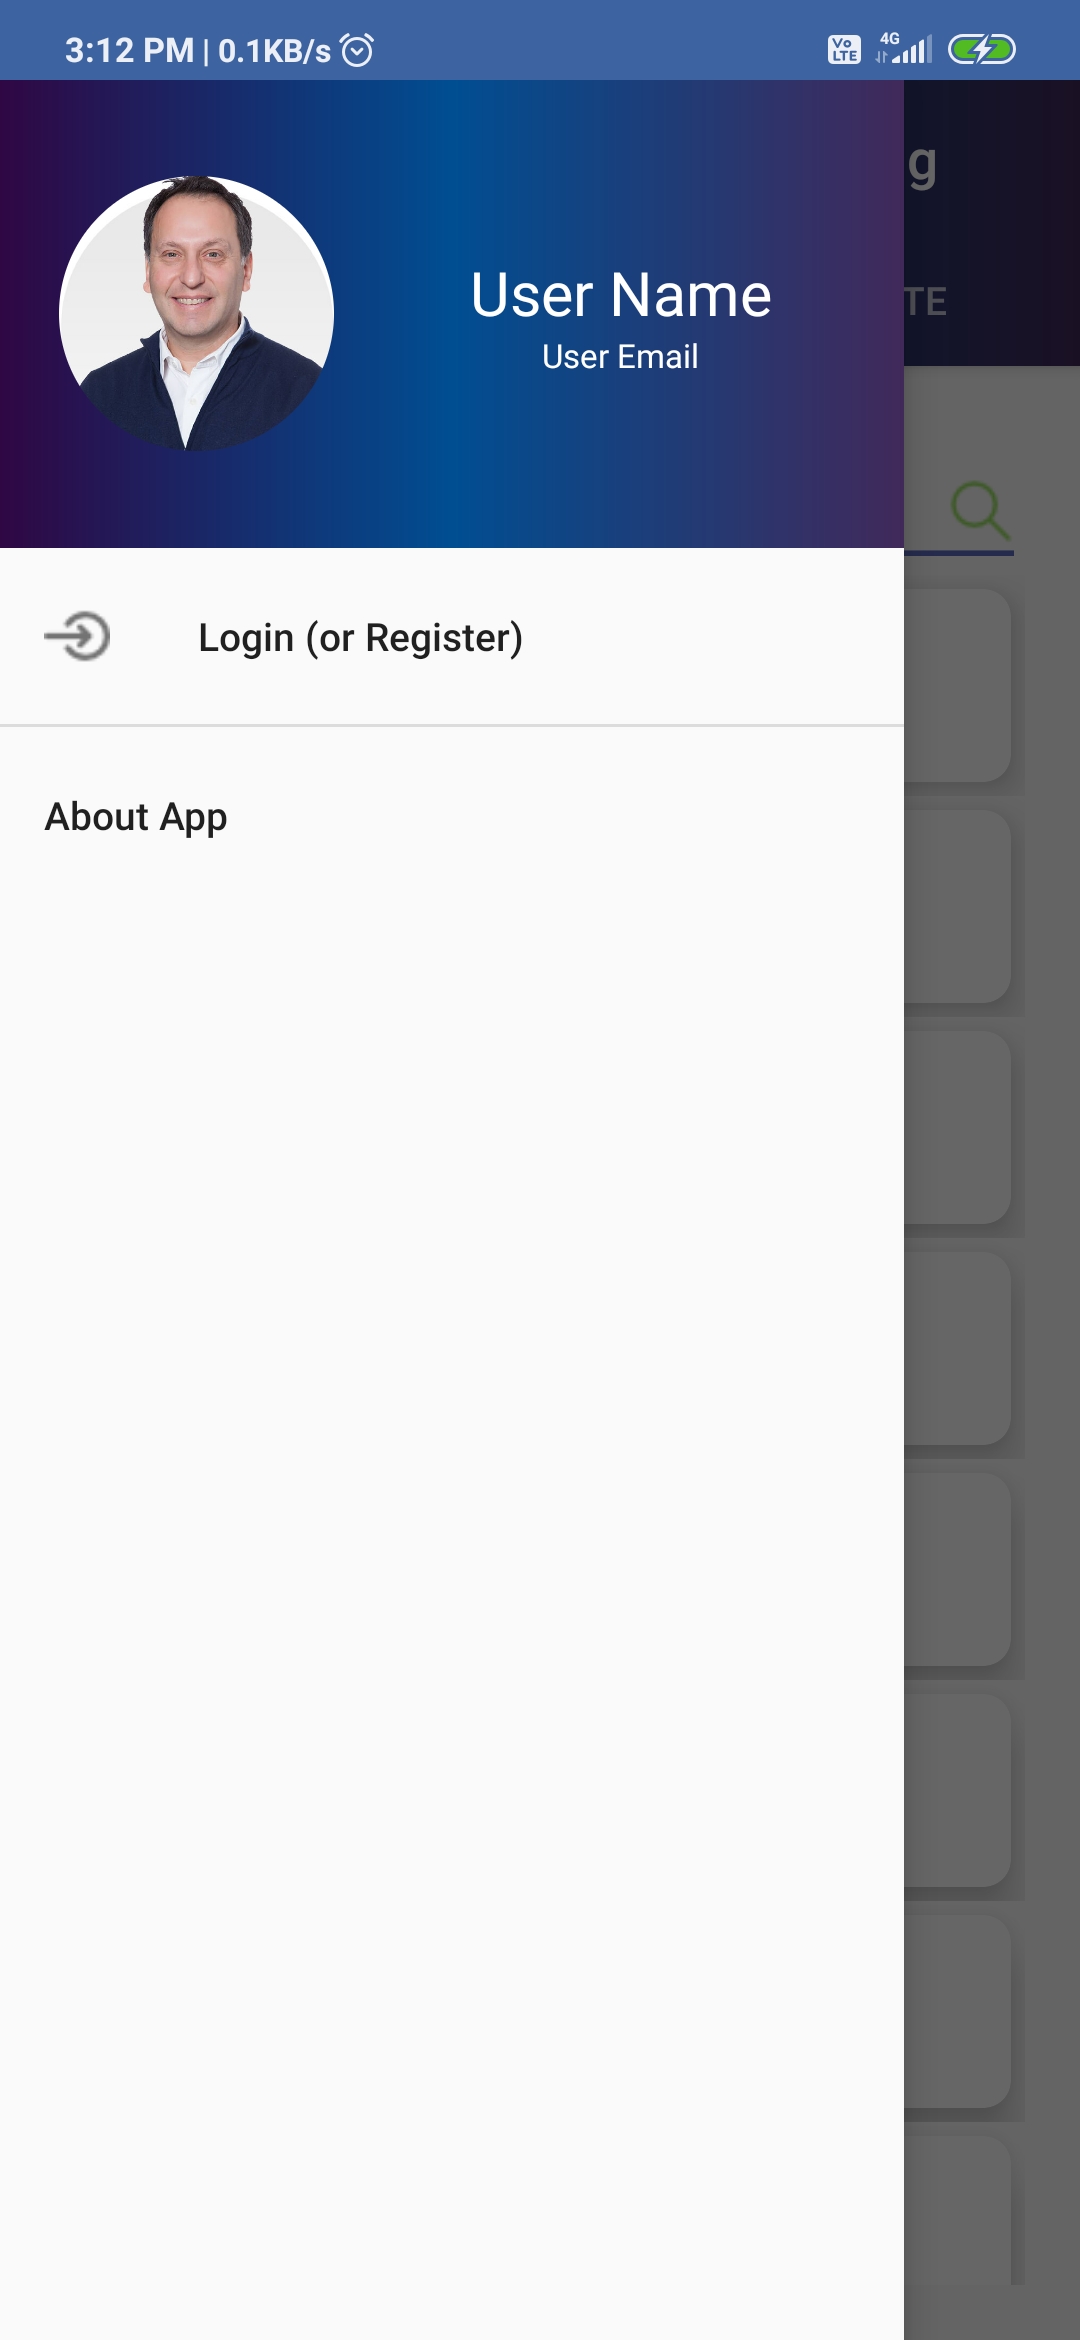 3:12 PM | 0.1KB/s
Vo LTE 4G
g
User Name
TE
User Email
Login (or Register)
About App